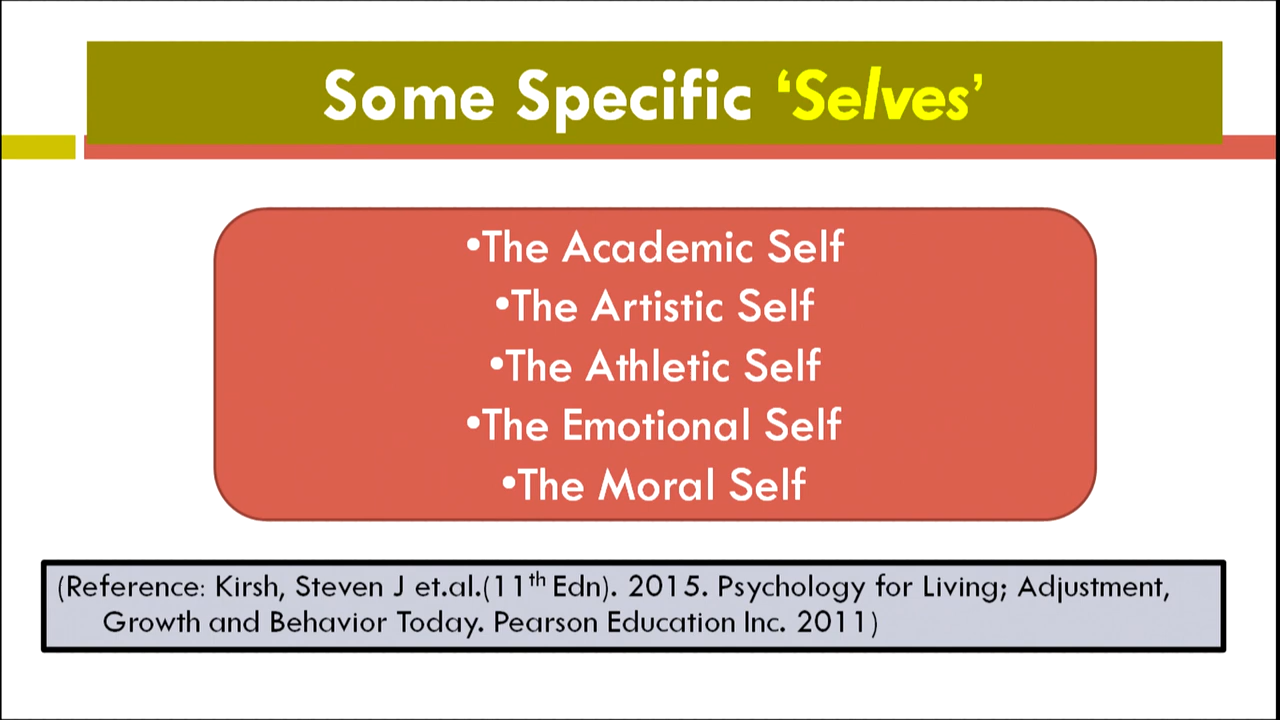 Some Specific ‘Selves’
•The Academic Self
•The Artistic Self
•The Athletic Self
•The Emotional Self
•The Moral Self
(Reference: Kirsh, Steven J et.al.(11th Edn). 2015. Psychology for Living; Adjustment,
Growth and Behavior Today. Pearson Education Inc. 2011)